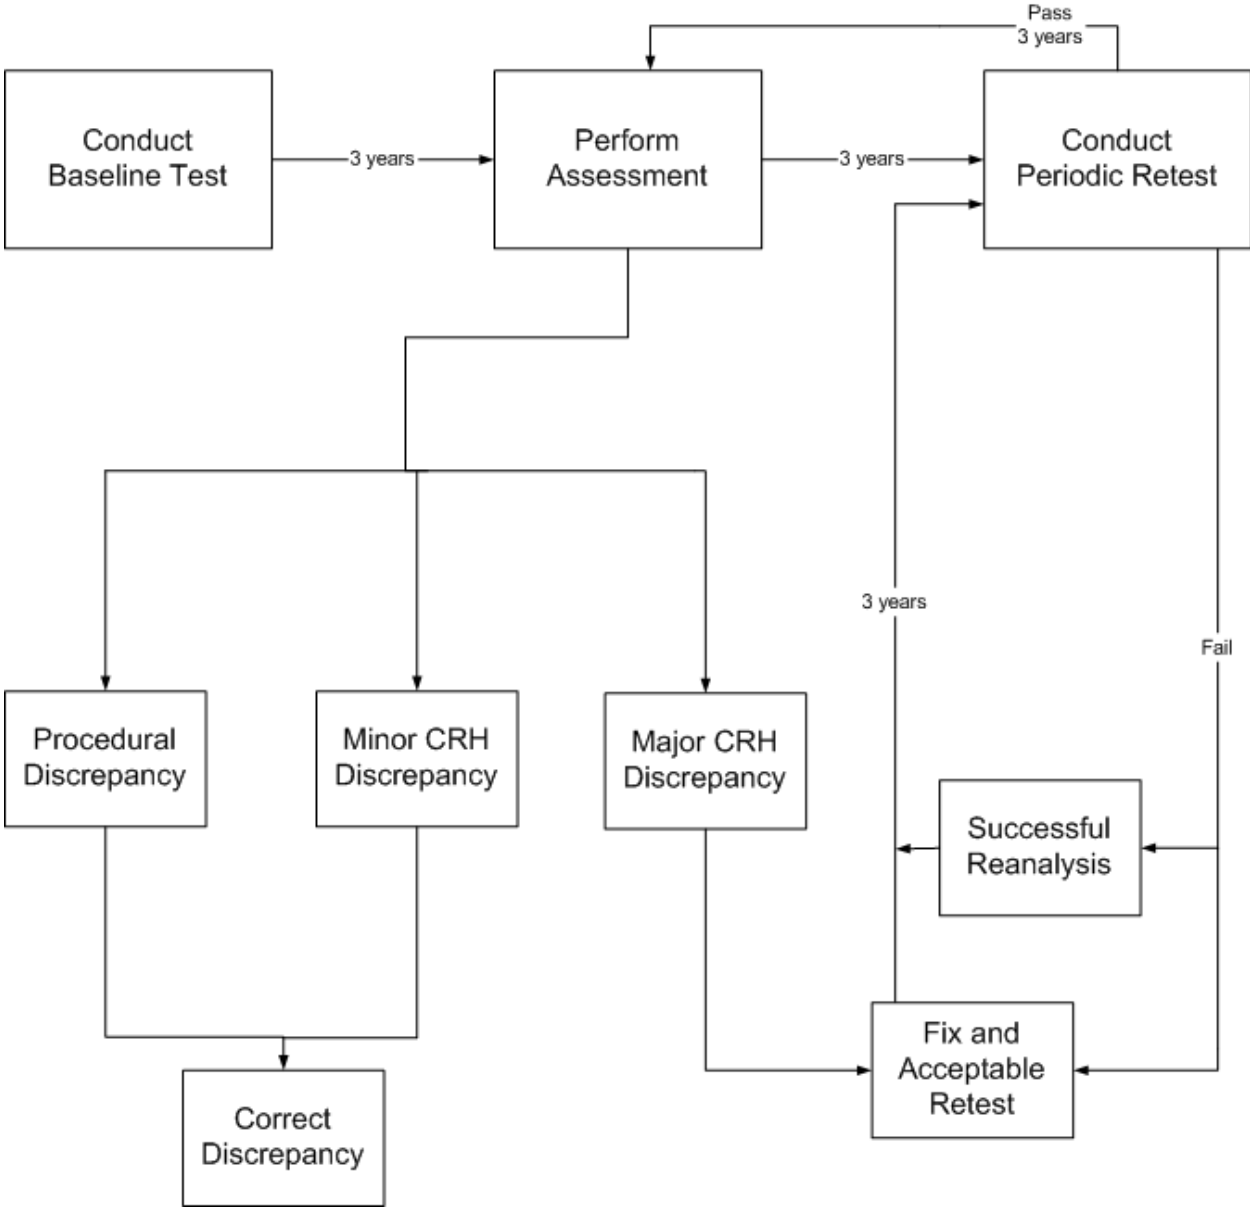 Pass
3 years
Conduct
Baseline Test
3 years
Perform
Assessment
3 years
Conduct
Periodic Retest
3 years
Fail
Procedural
Discrepancy
Minor CRH
Discrepancy
Major CRH
Discrepancy
Successful
Reanalysis
Fix and
Acceptable
Retest
Correct
Discrepancy